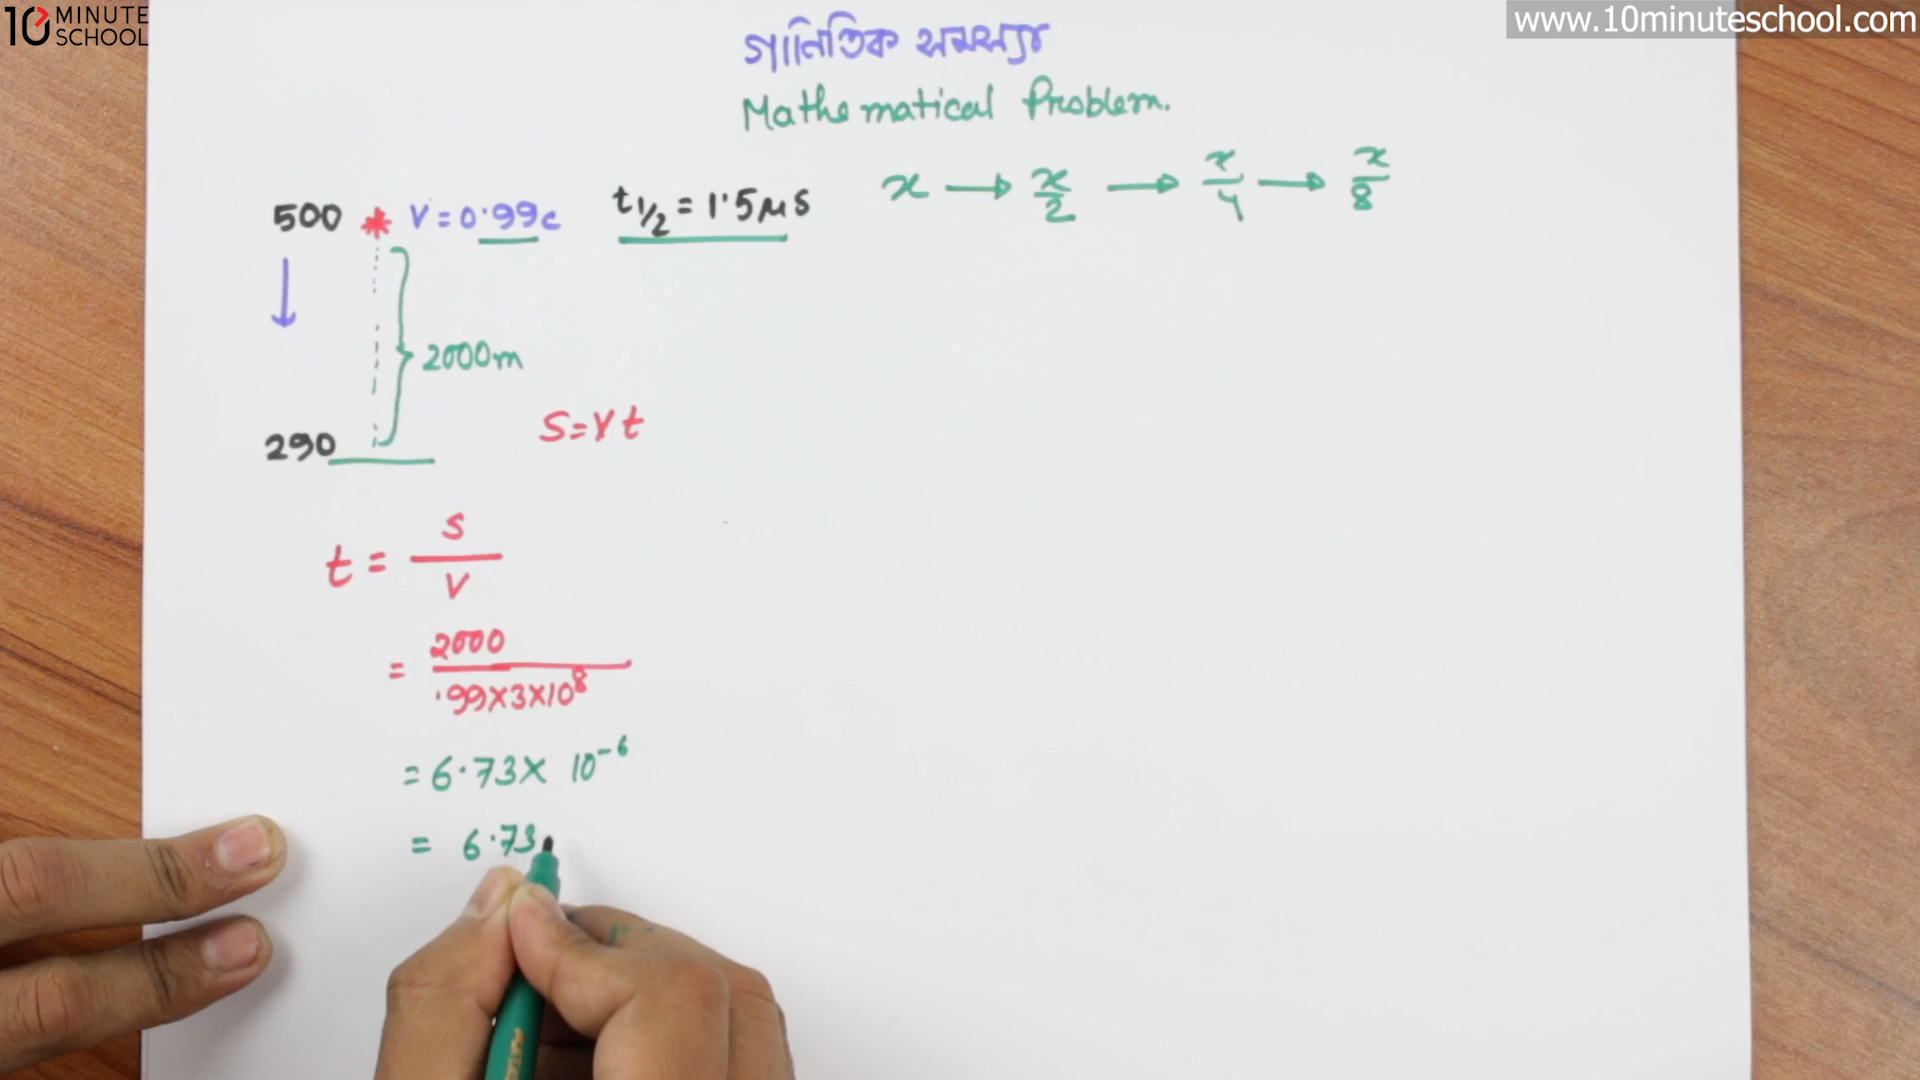 10 MINUTE SCHOOL
www.10minuteschool.com
গানিতিক সমস্যা
Mathematical Problem.
500 * V = 0.99c t1/2 = 1.5μs x → x/2 → x/4 → x/8
2000m
290
S = Vt
t = S/V
= 2000/.99×3×10⁸
= 6.73× 10⁻⁶
= 6.73